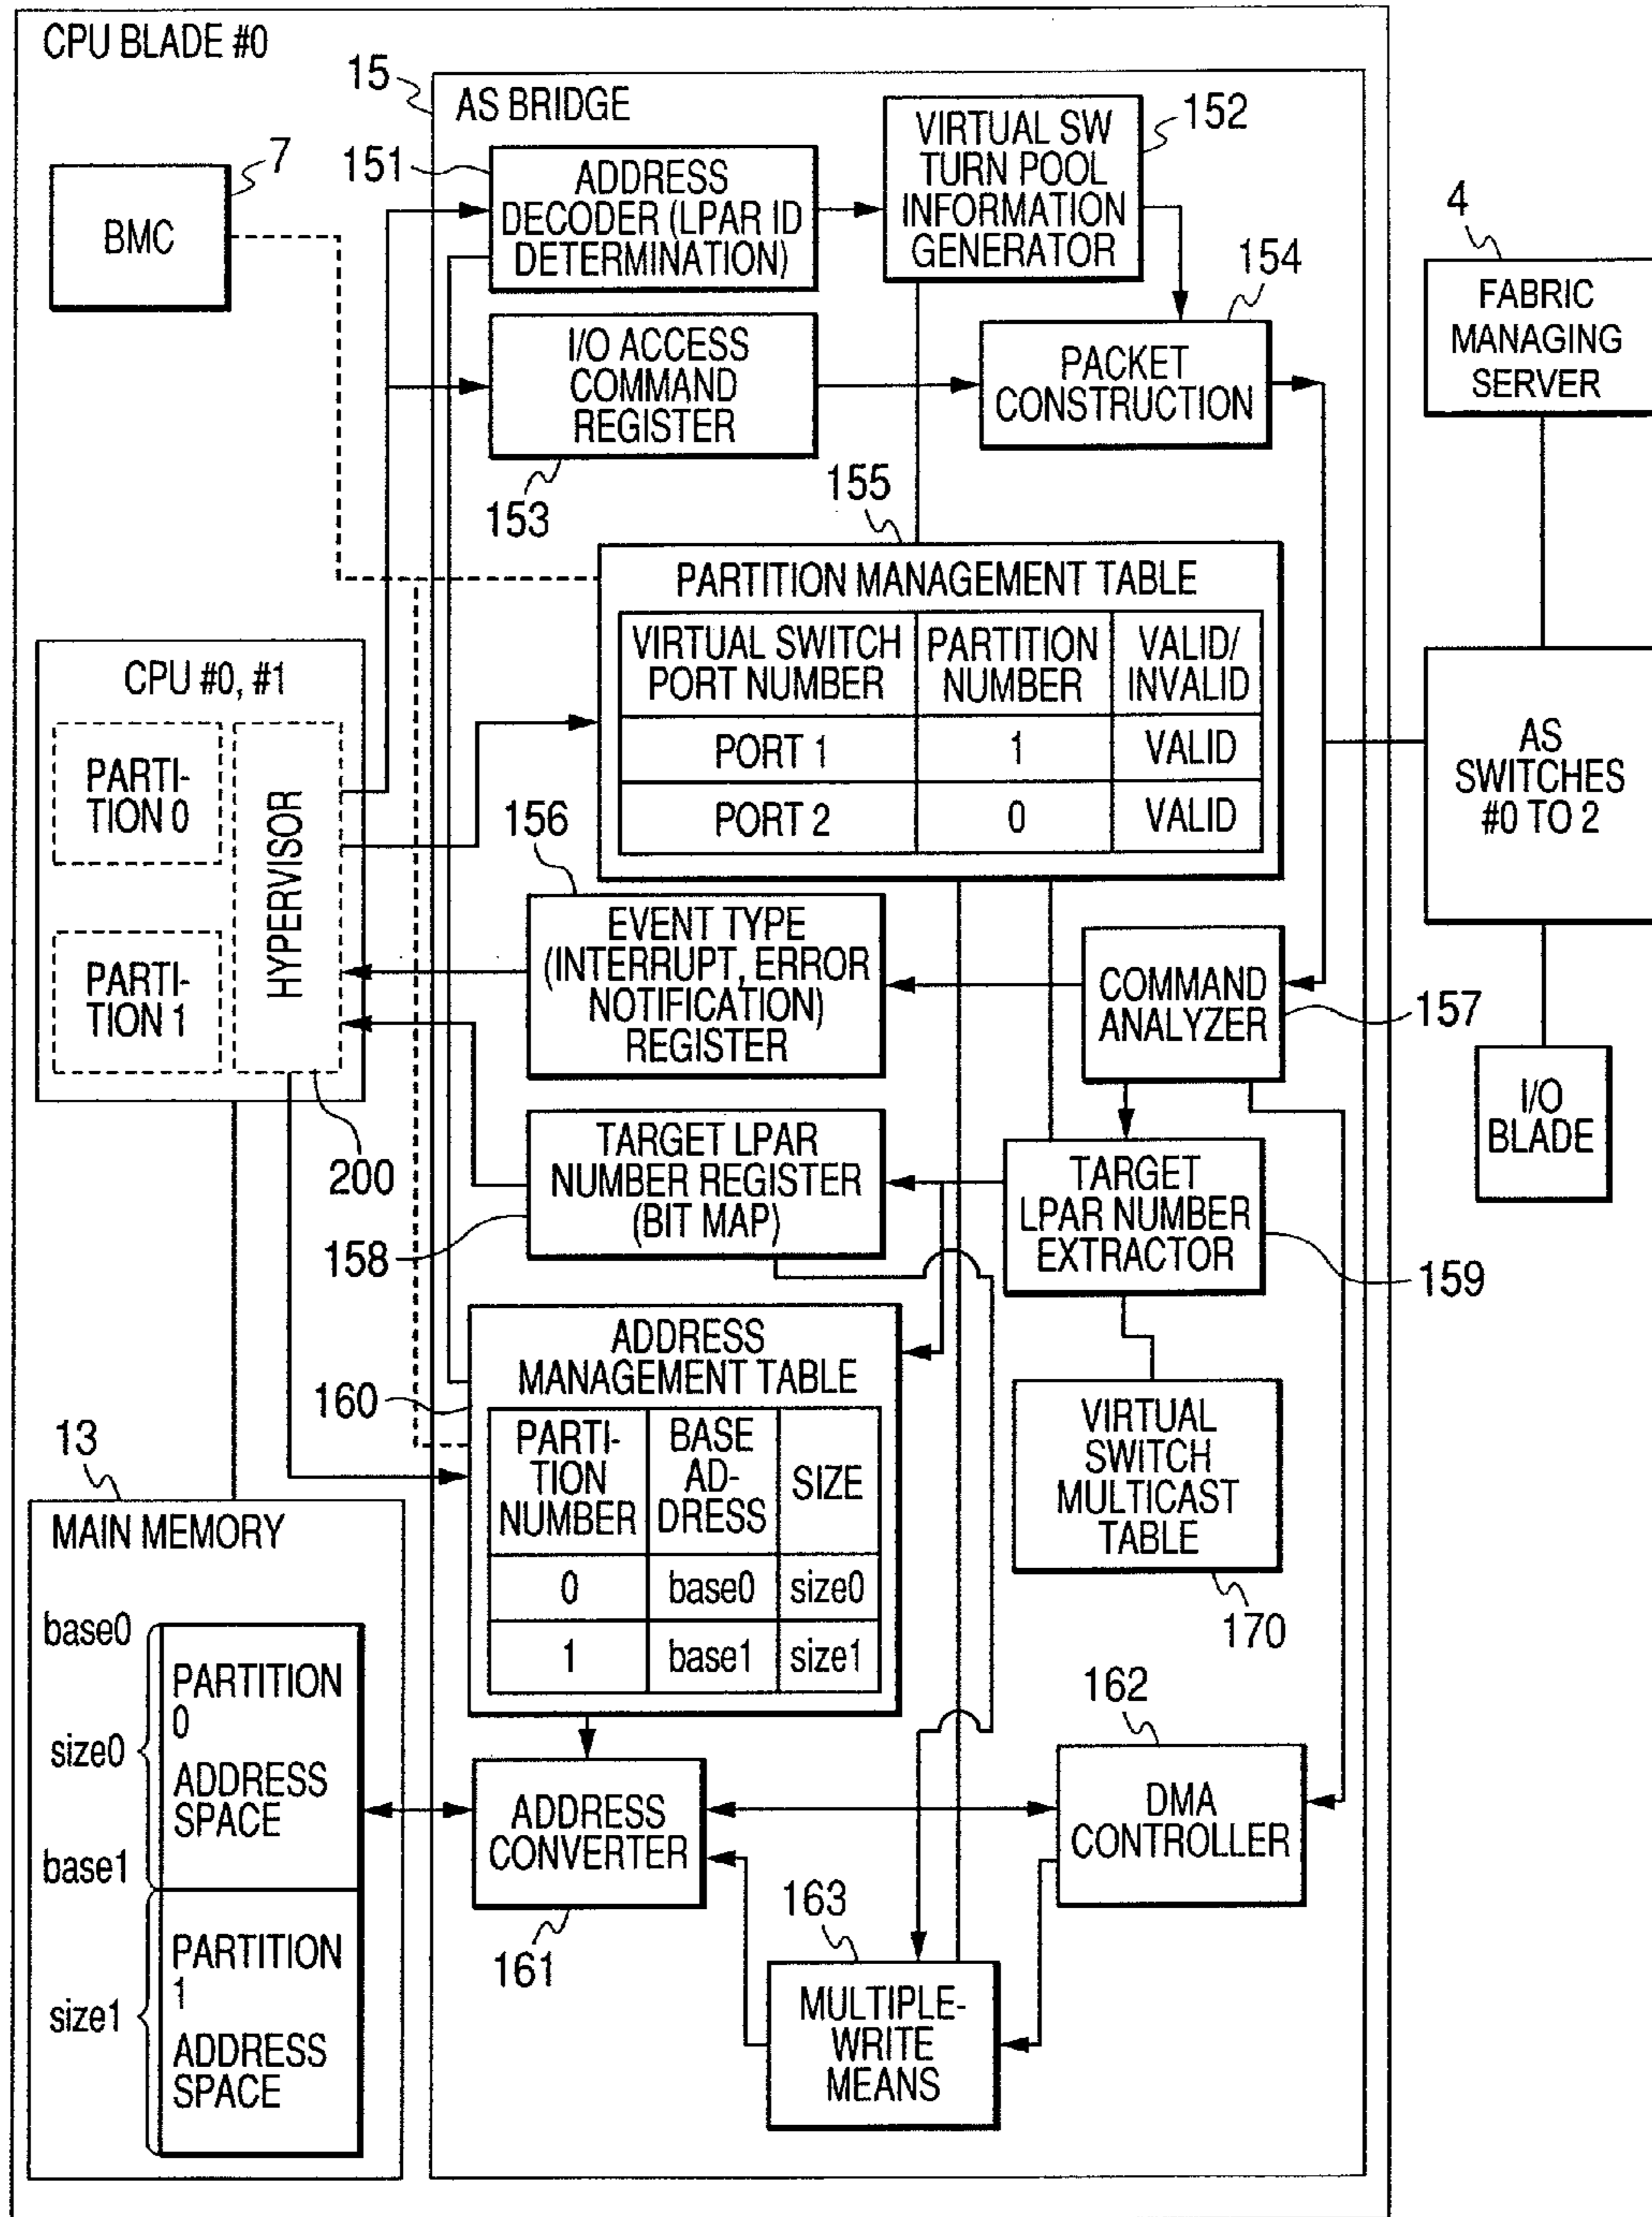 CPU BLADE #0
15
AS BRIDGE
7
BMC
151
ADDRESS
DECODER (LPAR ID
DETERMINATION)
152
VIRTUAL SW
TURN POOL
INFORMATION
GENERATOR
4
FABRIC
MANAGING
SERVER
I/O ACCESS
COMMAND
REGISTER
153
154
PACKET
CONSTRUCTION
155
PARTITION MANAGEMENT TABLE
VIRTUAL SWITCH
PORT NUMBER
PARTITION
NUMBER
VALID/
INVALID
PORT 1
1
VALID
PORT 2
0
VALID
CPU #0, #1
PARTI-
TION 0
PARTI-
TION 1
HYPERVISOR
200
AS
SWITCHES
#0 TO 2
156
EVENT TYPE
(INTERRUPT, ERROR
NOTIFICATION)
REGISTER
COMMAND
ANALYZER
157
I/O
BLADE
TARGET LPAR
NUMBER REGISTER
(BIT MAP)
158
TARGET
LPAR NUMBER
EXTRACTOR
159
ADDRESS
MANAGEMENT TABLE
160
PARTI-
TION
NUMBER
BASE
AD-
DRESS
SIZE
0
base0
size0
1
base1
size1
VIRTUAL
SWITCH
MULTICAST
TABLE
170
13
MAIN MEMORY
base0
size0
base1
size1
PARTITION
0
ADDRESS
SPACE
PARTITION
1
ADDRESS
SPACE
ADDRESS
CONVERTER
161
162
DMA
CONTROLLER
163
MULTIPLE-
WRITE
MEANS